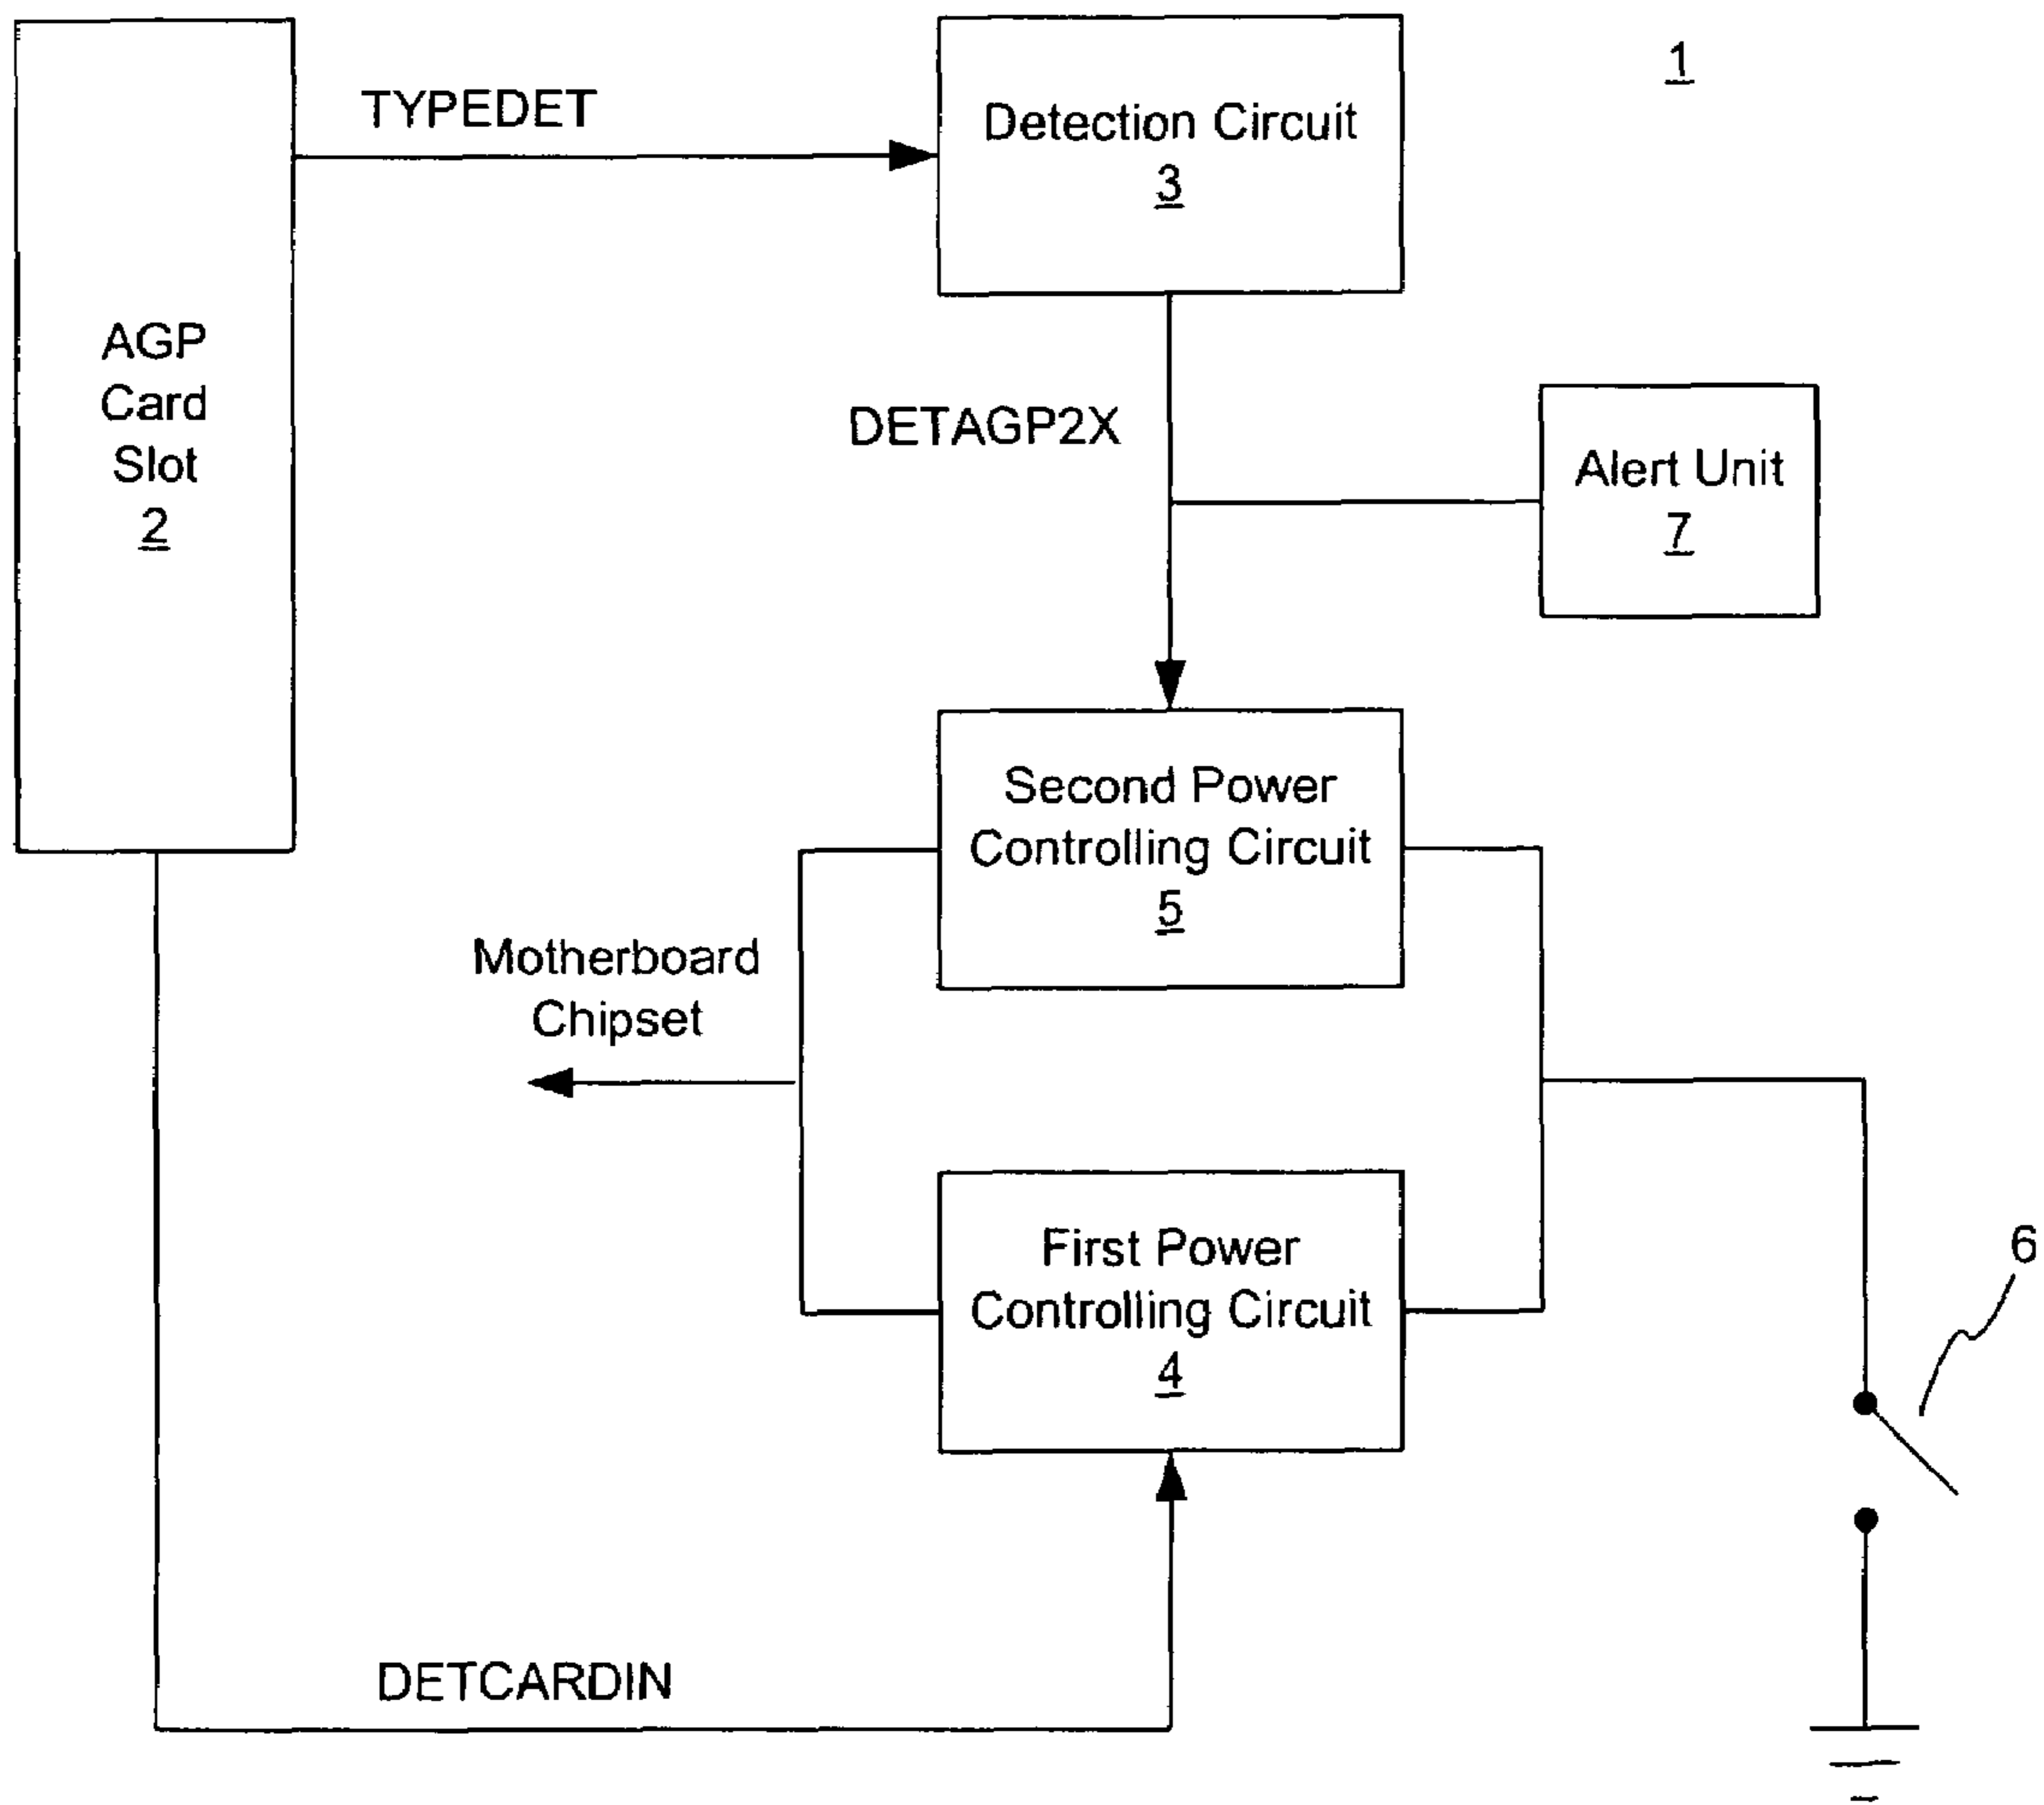 1
TYPEDET
Detection Circuit
3
AGP
Card
Slot
2
DETAGP2X
Alert Unit
7
Second Power
Controlling Circuit
5
Motherboard
Chipset
First Power
Controlling Circuit
4
6
DETCARDIN